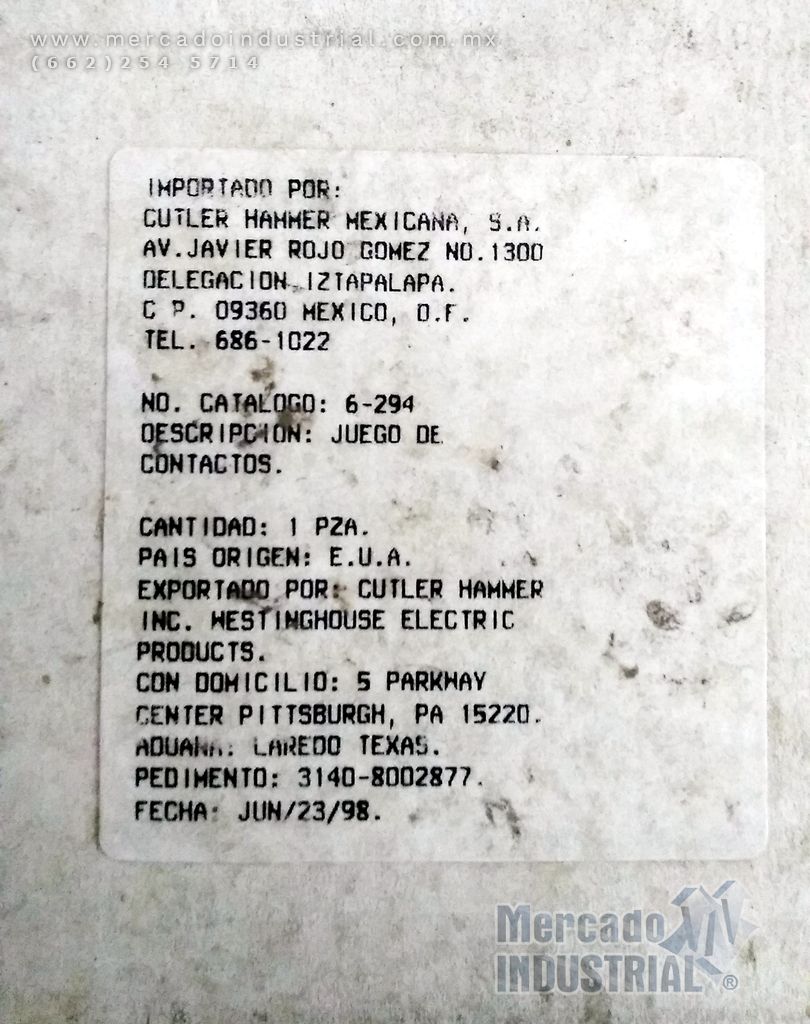 www.mercadoindustrial.com.mx
(662)254 5714
IMPORTADO POR:
CUTLER HAMMER MEXICANA, S.A.
AV.JAVIER ROJO GOMEZ NO.1300
DELEGACION IZTAPALAPA.
C P. 09360 MEXICO, D.F.
TEL. 686-1022
NO. CATALOGO: 6-294
DESCRIPCION: JUEGO DE
CONTACTOS.
CANTIDAD: 1 PZA.
PAIS ORIGEN: E.U.A.
EXPORTADO POR: CUTLER HAMMER
INC. WESTINGHOUSE ELECTRIC
PRODUCTS.
CON DOMICILIO: 5 PARKWAY
CENTER PITTSBURGH, PA 15220.
ADUANA: LAREDO TEXAS.
PEDIMENTO: 3140-8002877.
FECHA: JUN/23/98.
Mercado
INDUSTRIAL®